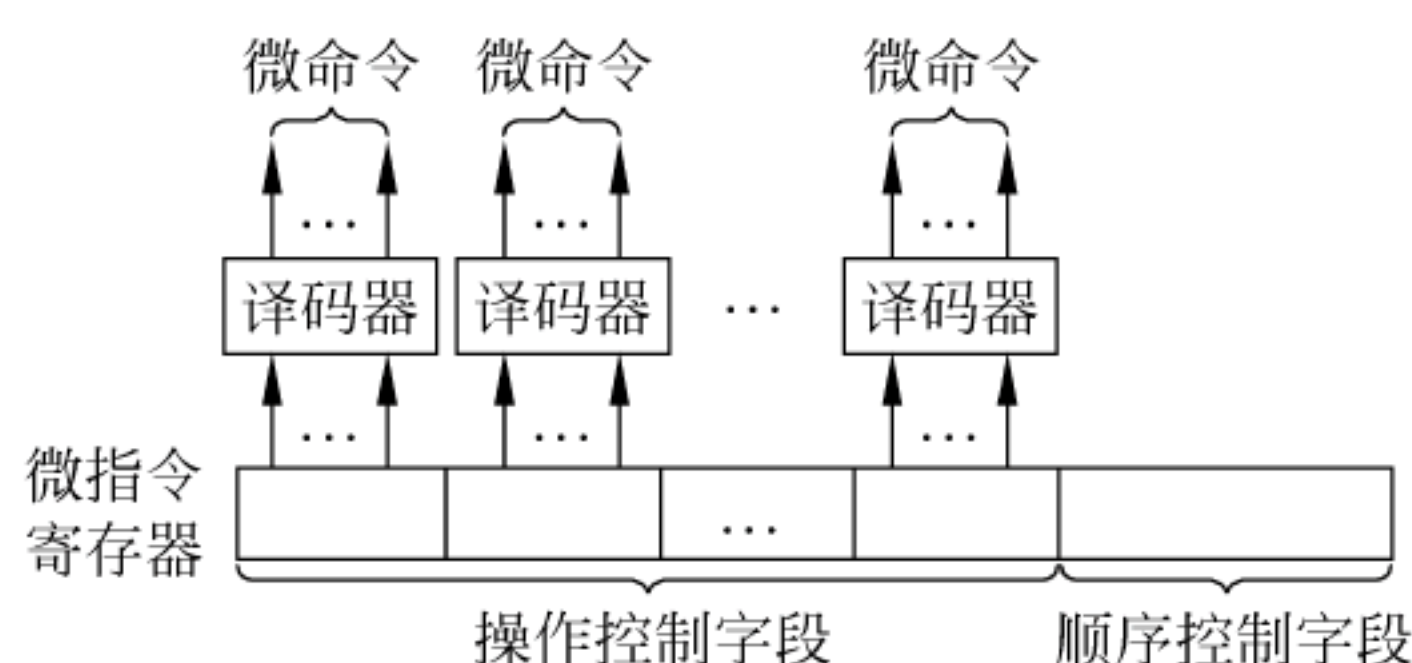 微命令 微命令 微命令
… … …
译码器 译码器 … 译码器
… … …
微指令
寄存器
…
操作控制字段 顺序控制字段